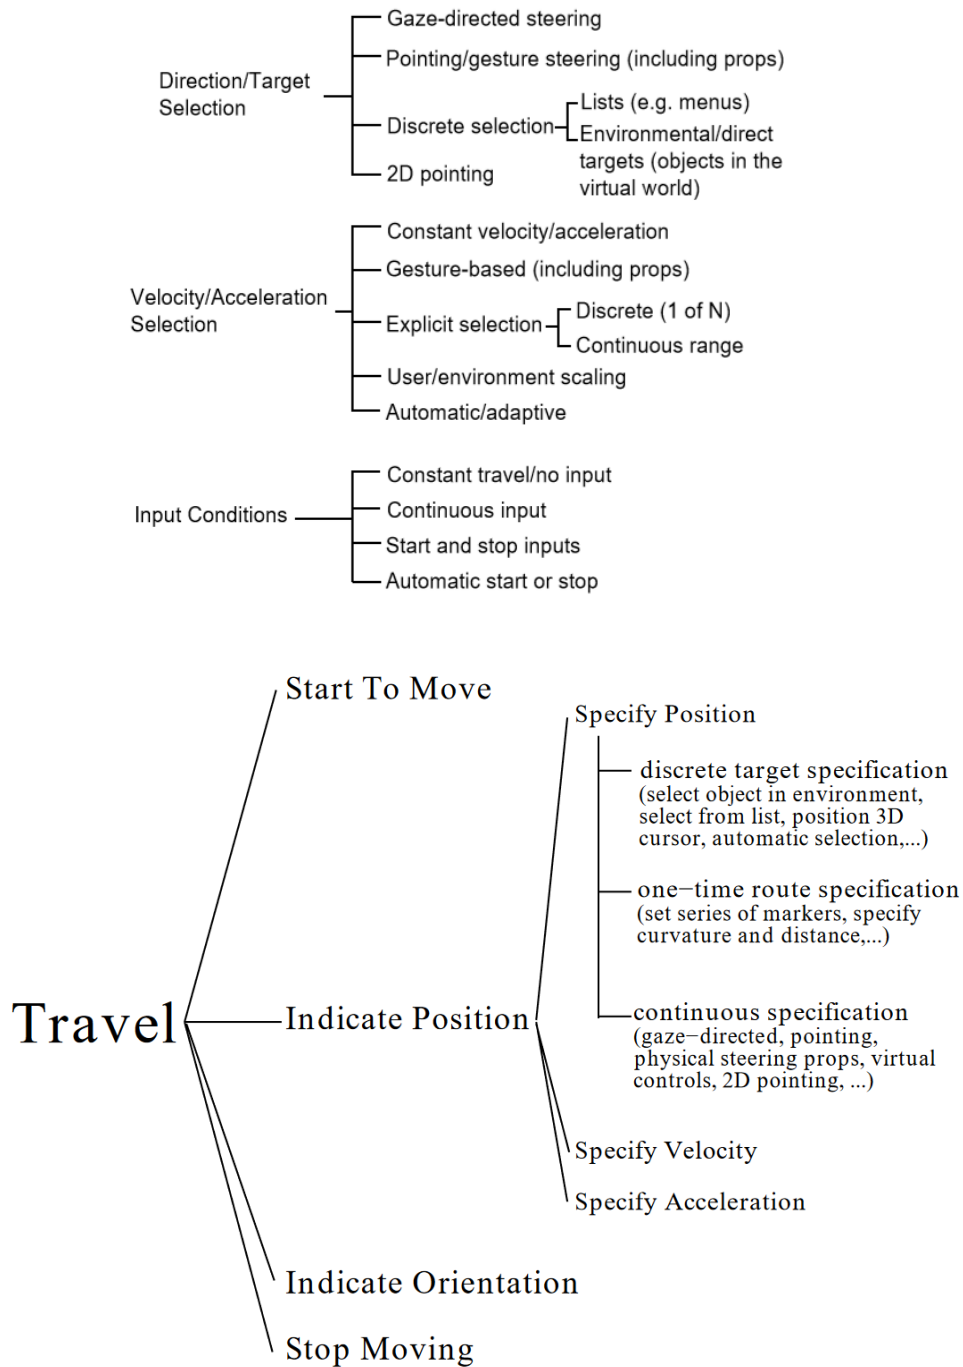 Gaze-directed steering
Pointing/gesture steering (including props)
Direction/Target
Selection
Discrete selection
Lists (e.g. menus)
Environmental/direct
targets (objects in the
virtual world)
2D pointing
Constant velocity/acceleration
Gesture-based (including props)
Velocity/Acceleration
Selection
Explicit selection
Discrete (1 of N)
Continuous range
User/environment scaling
Automatic/adaptive
Constant travel/no input
Input Conditions
Continuous input
Start and stop inputs
Automatic start or stop
Start To Move
Specify Position
discrete target specification
(select object in environment,
select from list, position 3D
cursor, automatic selection,...)
one−time route specification
(set series of markers, specify
curvature and distance,...)
Travel
Indicate Position
continuous specification
(gaze−directed, pointing,
physical steering props, virtual
controls, 2D pointing, ...)
Specify Velocity
Specify Acceleration
Indicate Orientation
Stop Moving